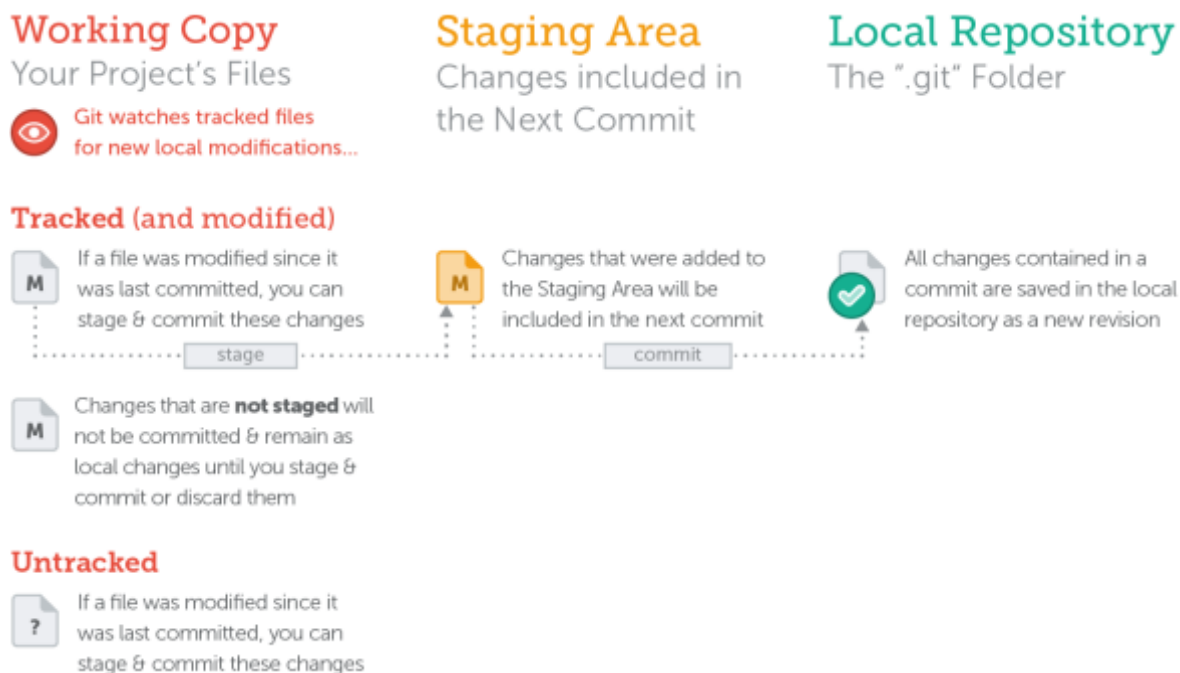 Working Copy
Your Project's Files
Git watches tracked files
for new local modifications...
Staging Area
Changes included in
the Next Commit
Local Repository
The ".git" Folder
Tracked (and modified)
M
If a file was modified since it
was last committed, you can
stage & commit these changes
stage
M
Changes that were added to
the Staging Area will be
included in the next commit
commit
All changes contained in a
commit are saved in the local
repository as a new revision
M
Changes that are not staged will
not be committed & remain as
local changes until you stage &
commit or discard them
Untracked
?
If a file was modified since it
was last committed, you can
stage & commit these changes